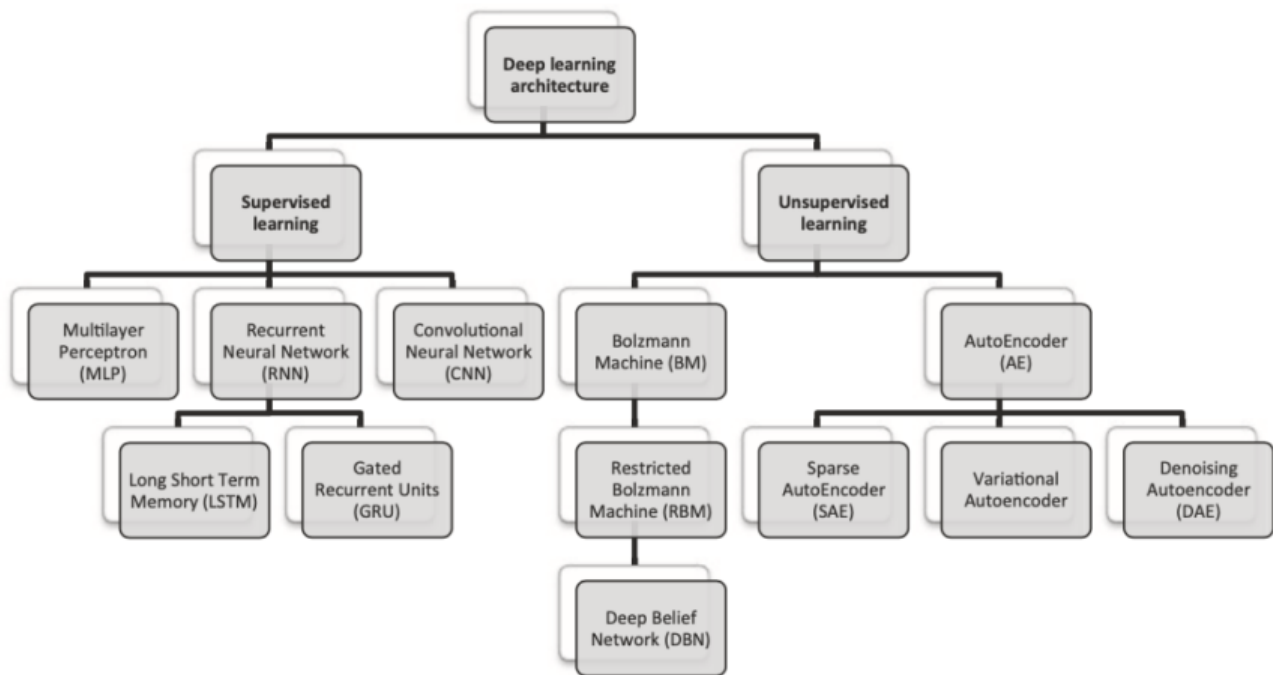 Deep learning
architecture
Supervised
learning
Unsupervised
learning
Multilayer
Perceptron
(MLP)
Recurrent
Neural Network
(RNN)
Convolutional
Neural Network
(CNN)
Bolzmann
Machine (BM)
AutoEncoder
(AE)
Long Short Term
Memory (LSTM)
Gated
Recurrent Units
(GRU)
Restricted
Bolzmann
Machine (RBM)
Sparse
AutoEncoder
(SAE)
Variational
Autoencoder
Denoising
Autoencoder
(DAE)
Deep Belief
Network (DBN)